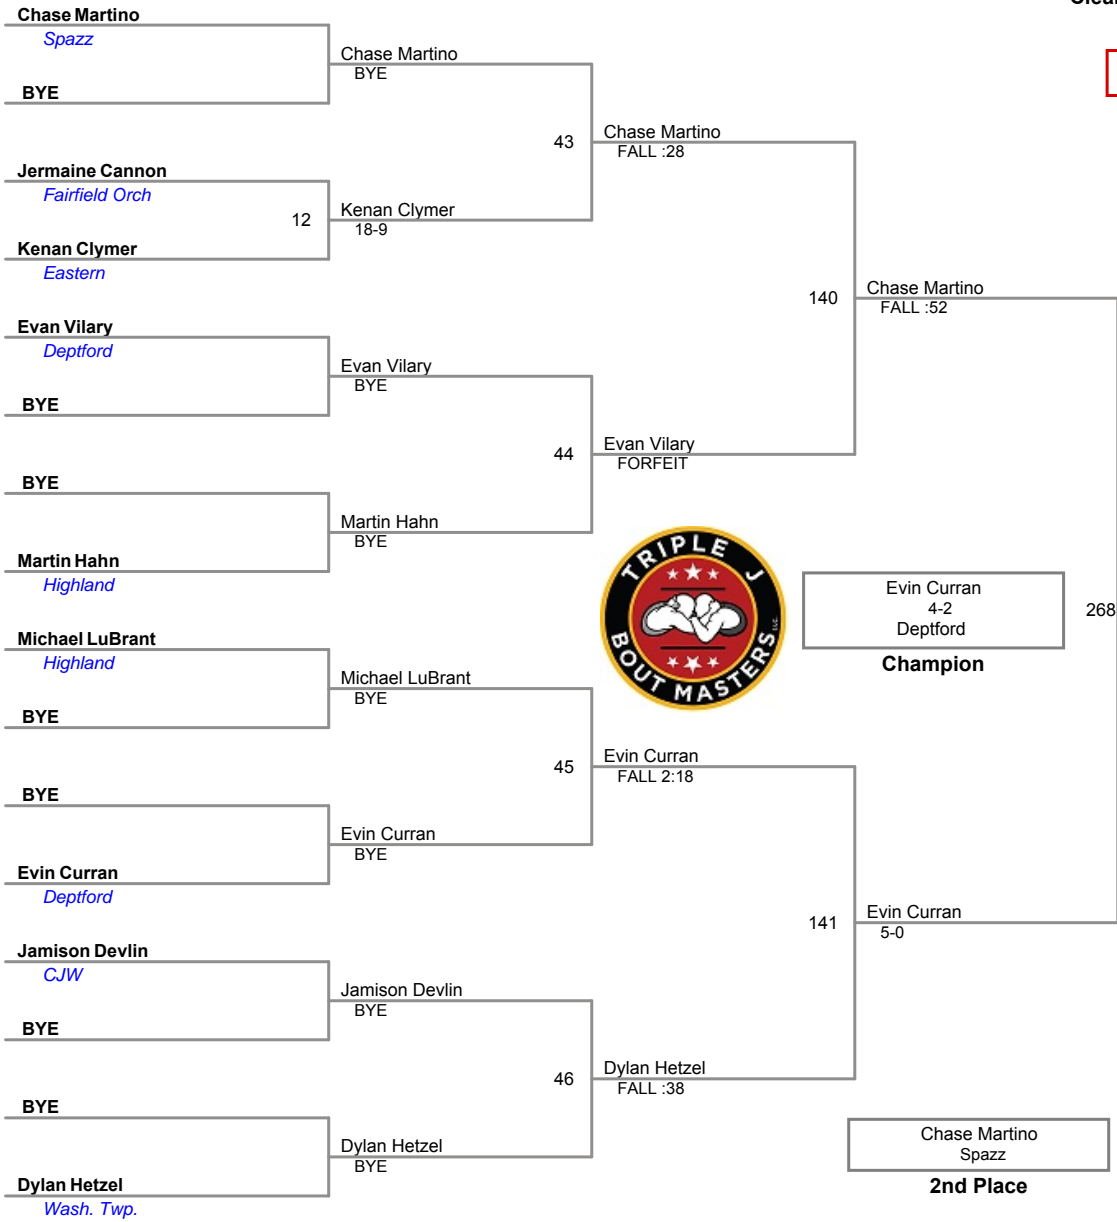 Chase Martino
Spazz
BYE
Jermaine Cannon
Fairfield Orch
12
Kenan Clymer
Eastern
Evan Vilary
Deptford
BYE
BYE
Martin Hahn
Highland
Michael LuBrant
Highland
BYE
BYE
Evin Curran
Deptford
Jamison Devlin
CJW
BYE
BYE
Dylan Hetzel
Wash. Twp.
Chase Martino
BYE
43
Kenan Clymer
18-9
Evan Vilary
BYE
44
Martin Hahn
BYE
Michael LuBrant
BYE
45
Evin Curran
BYE
Jamison Devlin
BYE
46
Dylan Hetzel
BYE
Chase Martino
FALL :28
140
Evan Vilary
FORFEIT
Evin Curran
FALL 2:18
141
Dylan Hetzel
FALL :38
Chase Martino
FALL :52
Evin Curran
5-0
TRIPLE J
BOUT MASTERS LLC.
Evin Curran
4-2
Deptford
Champion
268
Chase Martino
Spazz
2nd Place